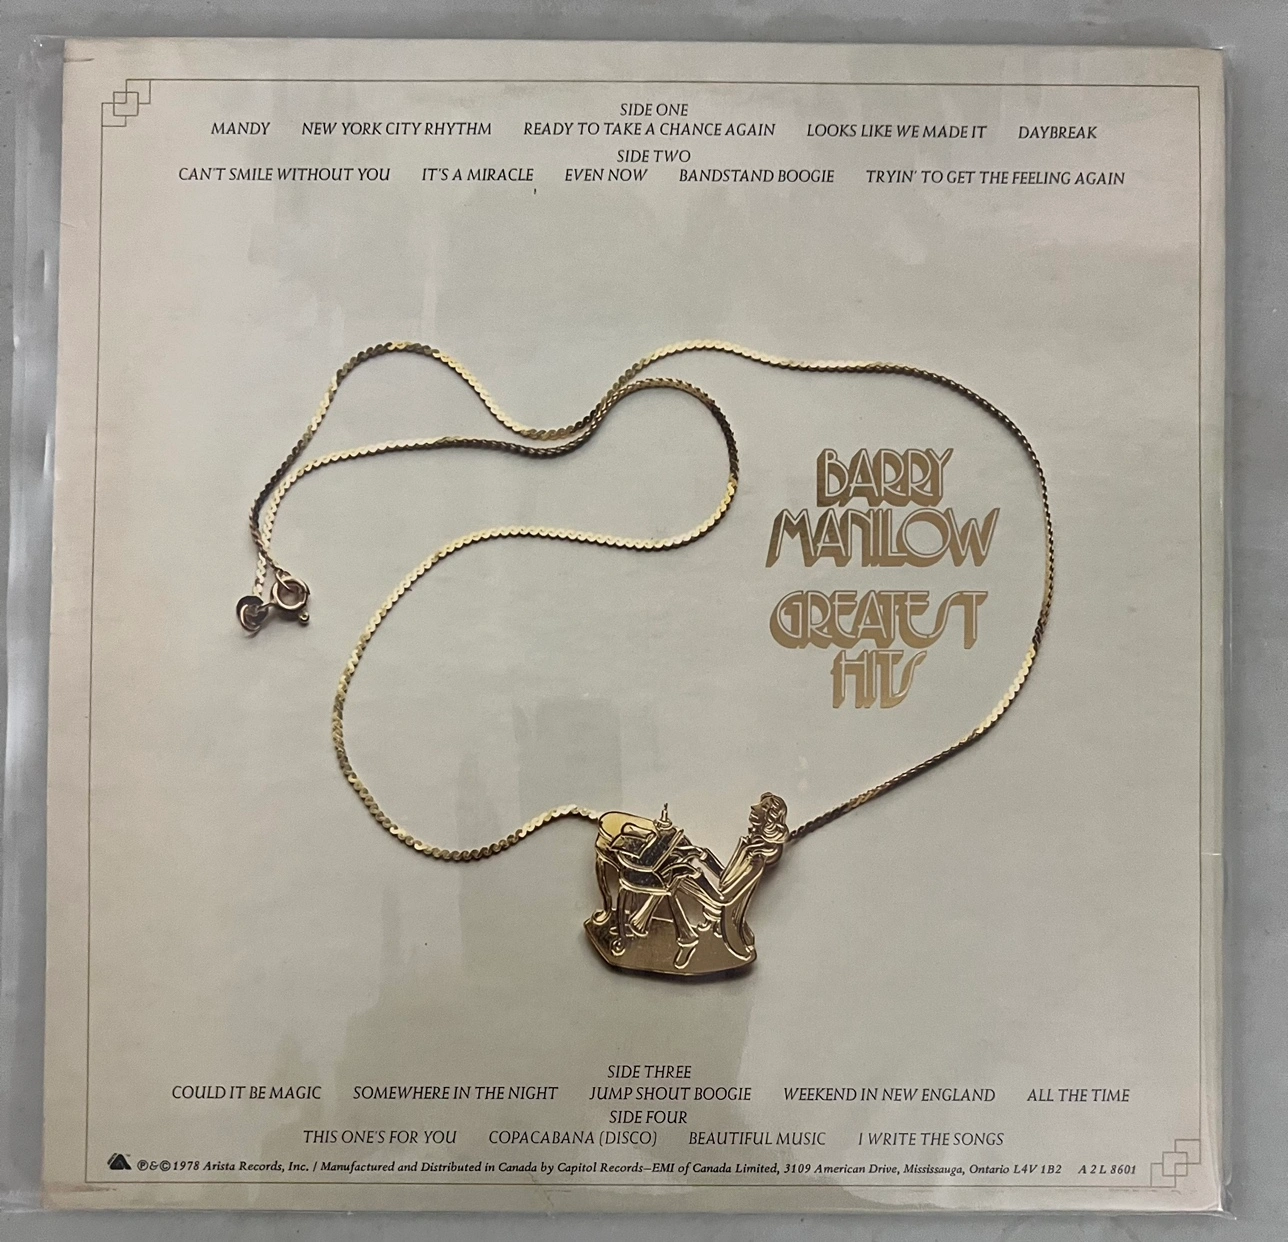 SIDE ONE
MANDY NEW YORK CITY RHYTHM READY TO TAKE A CHANCE AGAIN LOOKS LIKE WE MADE IT DAYBREAK
SIDE TWO
CAN'T SMILE WITHOUT YOU IT'S A MIRACLE EVEN NOW BANDSTAND BOOGIE TRYIN' TO GET THE FEELING AGAIN
BARRY
MANILOW
GREATEST
HITS
SIDE THREE
COULD IT BE MAGIC SOMEWHERE IN THE NIGHT JUMP SHOUT BOOGIE WEEKEND IN NEW ENGLAND ALL THE TIME
SIDE FOUR
THIS ONE'S FOR YOU COPACABANA (DISCO) BEAUTIFUL MUSIC I WRITE THE SONGS
℗&©1978 Arista Records, Inc. / Manufactured and Distributed in Canada by Capitol Records–EMI of Canada Limited, 3109 American Drive, Mississauga, Ontario L4V 1B2 A 2 L 8601